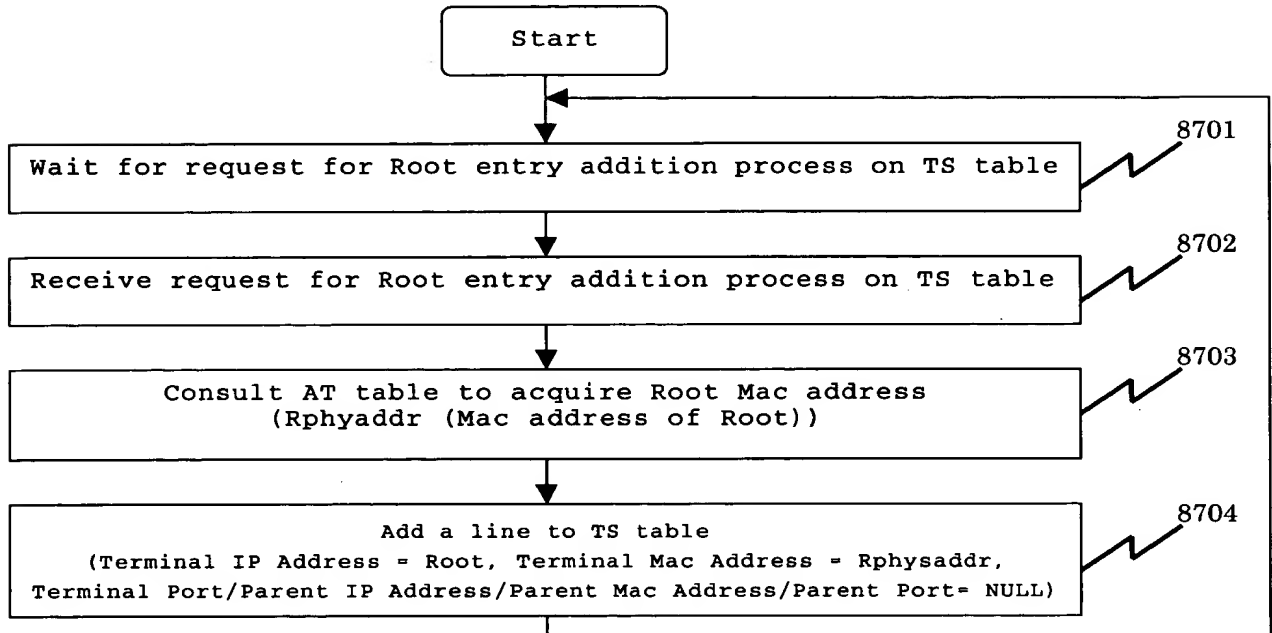 Start
8701
Wait for request for Root entry addition process on TS table
8702
Receive request for Root entry addition process on TS table
8703
Consult AT table to acquire Root Mac address
(Rphyaddr (Mac address of Root))
8704
Add a line to TS table
(Terminal IP Address = Root, Terminal Mac Address = Rphysaddr,
Terminal Port/Parent IP Address/Parent Mac Address/Parent Port= NULL)